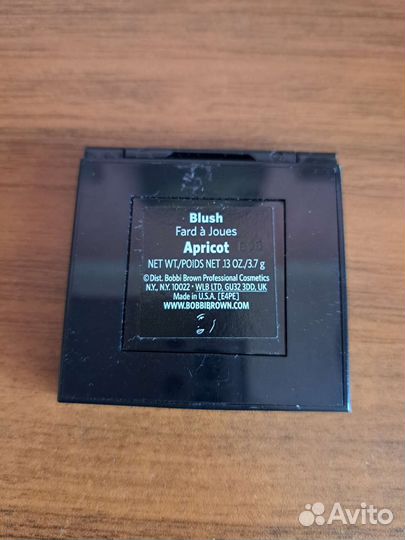 Blush
Fard à Joues
Apricot
NET WT./POIDS NET .13 OZ./3.7 g
©Dist. Bobbi Brown Professional Cosmetics
N.Y., N.Y. 10022 • WLB LTD, GU32 3DD, UK
Made in U.S.A. [E4PE]
WWW.BOBBIBROWN.COM
Avito